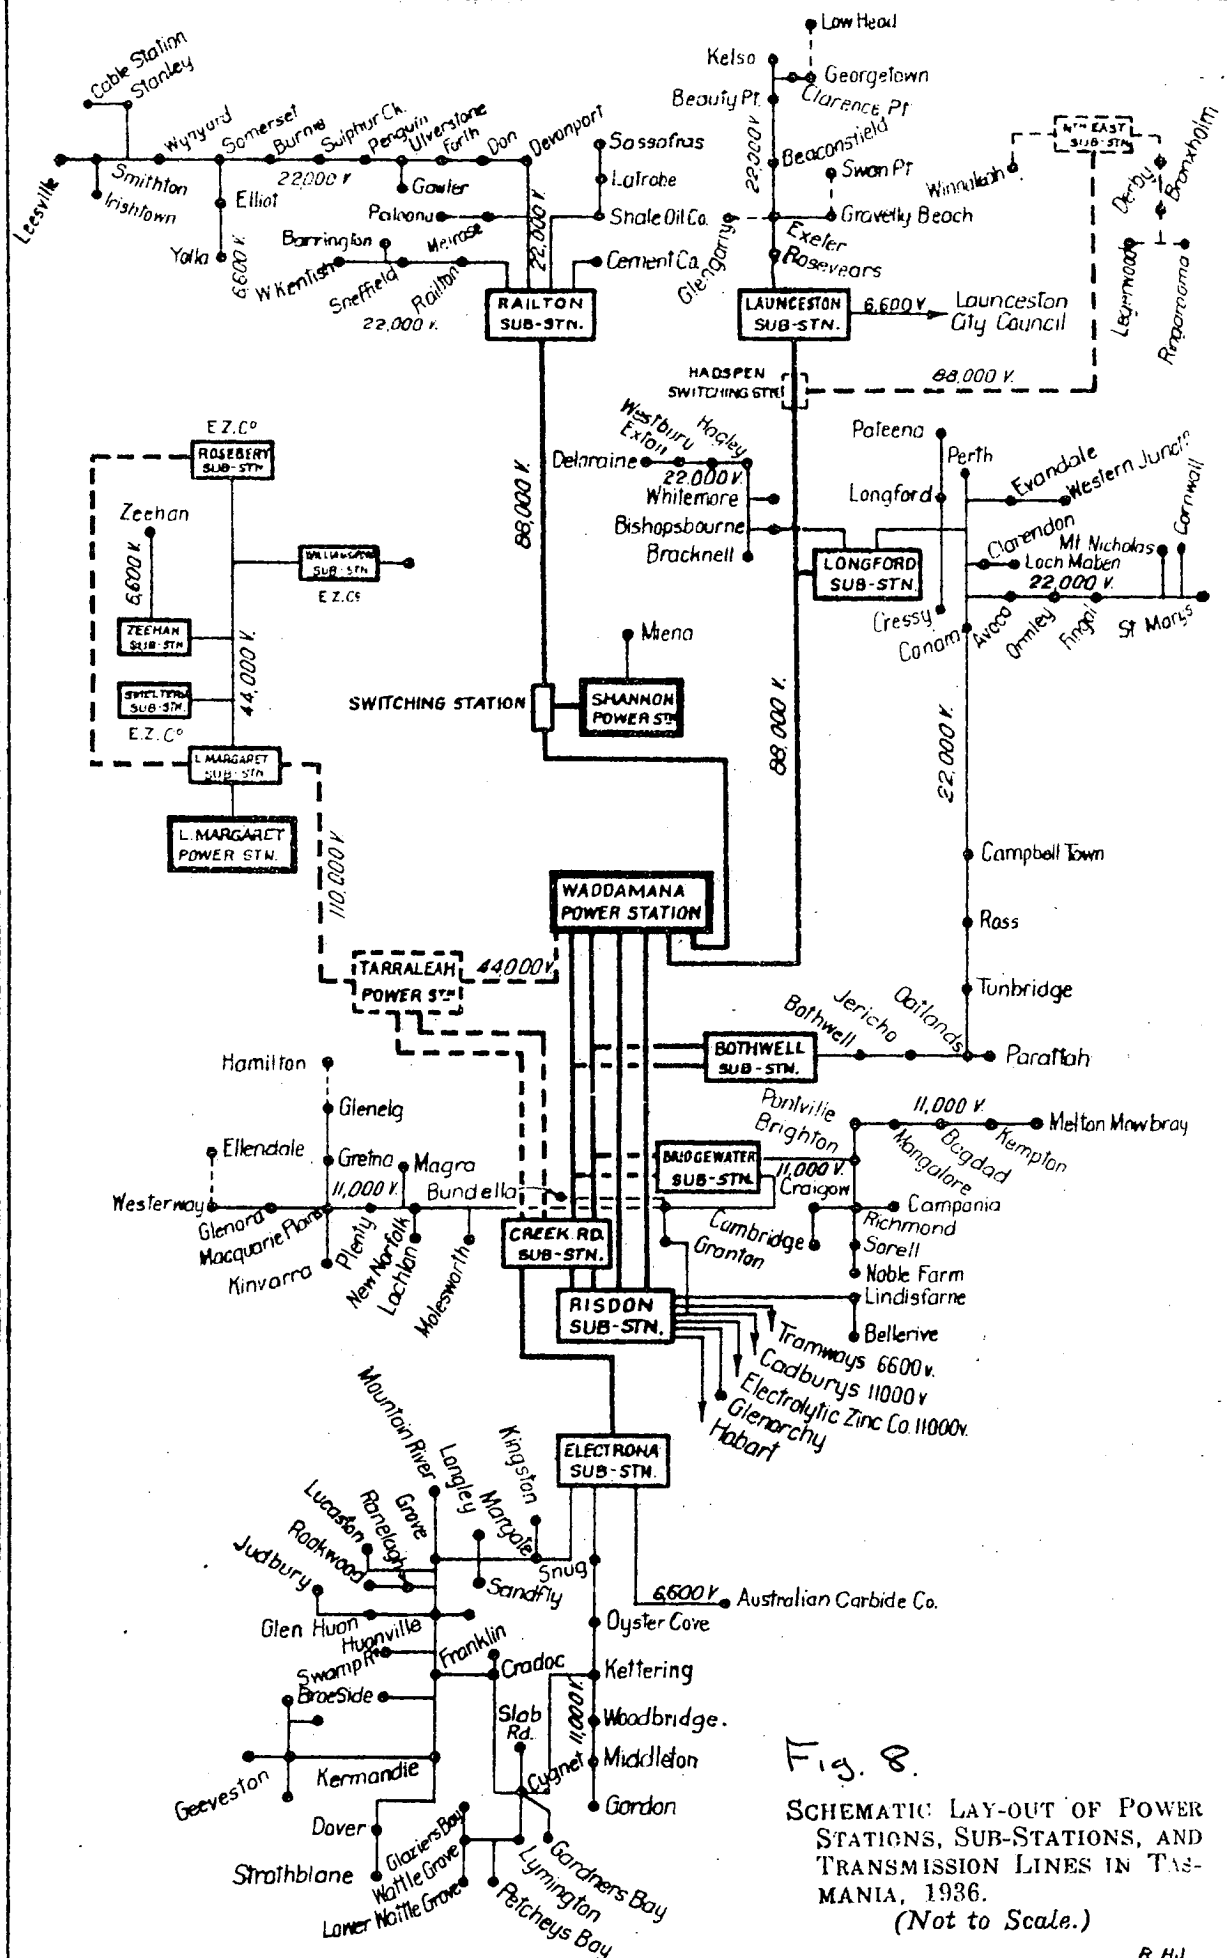 Low Head
Kelso
Georgetown
Clarence Pt
Beauty Pt.
22,000 V.
Beaconsfield
Swan Pt
Gravelly Beach
Glengarry
Exeter
Rosevears
Cable Station
Stanley
Wynyard
Somerset
Burnie
Sulphur Ck.
Penguin
Ulverstone
Forth
Don
Devonport
Leesville
Smithton
Irishtown
22,000 V
Gawler
Elliot
Yolla
6,600 V.
Paloona
Melrose
Barrington
W Kentish
Sheffield
Railton
22,000 V.
22,000 V.
Sassafras
Latrobe
Shale Oil Co.
Cement Co.
RAILTON
SUB-STN.
LAUNCESTON
SUB-STN.
6,600 V
Launceston
City Council
NTH EAST
SUB-STN.
Winnaleah
Derby
Branxholm
Legerwood
Ringarooma
HADSPEN
SWITCHING STN
88,000 V.
E.Z.Co
ROSEBERY
SUB-STN
Zeehan
6,600 V.
SUB-STN
E.Z.Co
ZEEHAN
SUB-STN
44,000 V.
SUB-STN.
E.Z.Co
L MARGARET
SUB-STN
L. MARGARET
POWER STN.
110,000 V.
88,000 V.
Westbury
Exton
Hagley
Deloraine
22,000 V.
Whitemore
Bishopsbourne
Bracknell
Pateena
Perth
Longford
Evandale
Western Junctn
Clarendon
Mt Nicholas
Cornwall
Loch Maben
22,000 V.
LONGFORD
SUB-STN.
Cressy
Conam
Avoca
Ormley
Fingal
St Marys
Miena
SWITCHING STATION
SHANNON
POWER STN
88,000 V.
22,000 V.
Campbell Town
Ross
Tunbridge
WADDAMANA
POWER STATION
TARRALEAH
POWER STN
44,000 V.
Bothwell
Jericho
Oatlands
Parattah
BOTHWELL
SUB-STN.
Hamilton
Glenelg
Ellendale
Gretna
Magra
11,000 V.
Bundella
Westerway
Glenora
Macquarie Plains
Kinvarra
Plenty
New Norfolk
Lachlan
Molesworth
Pontville
Brighton
11,000 V.
Melton Mowbray
Mangalore
Bagdad
Kempton
BRIDGEWATER
SUB-STN.
11,000 V.
Craigow
Campania
Richmond
Cambridge
Granton
Sorell
Noble Farm
Lindisfarne
Bellerive
CREEK RD.
SUB-STN.
RISDON
SUB-STN.
Tramways 6600 v.
Cadburys 11000 v
Electrolytic Zinc Co. 11000 v.
Glenorchy
Hobart
ELECTRONA
SUB-STN.
Mountain River
Longley
Kingston
Margate
Grove
Ranelagh
Lucaston
Rookwood
Judbury
Snug
Sandfly
6,600 V
Australian Carbide Co.
Glen Huon
Huonville
Oyster Cove
Franklin
Swamp Rd
Cradoc
Kettering
BraeSide
Slab
Rd.
11,000 V.
Woodbridge.
Cygnet
Middleton
Geeveston
Kermandie
Gordon
Dover
Glaziers Bay
Strathblane
Wattle Grove
Lower Wattle Grove
Lymington
Petcheys Bay
Gardners Bay
Fig. 8.
SCHEMATIC LAY-OUT OF POWER
STATIONS, SUB-STATIONS, AND
TRANSMISSION LINES IN TAS-
MANIA, 1936.
(Not to Scale.)
R.H.J.